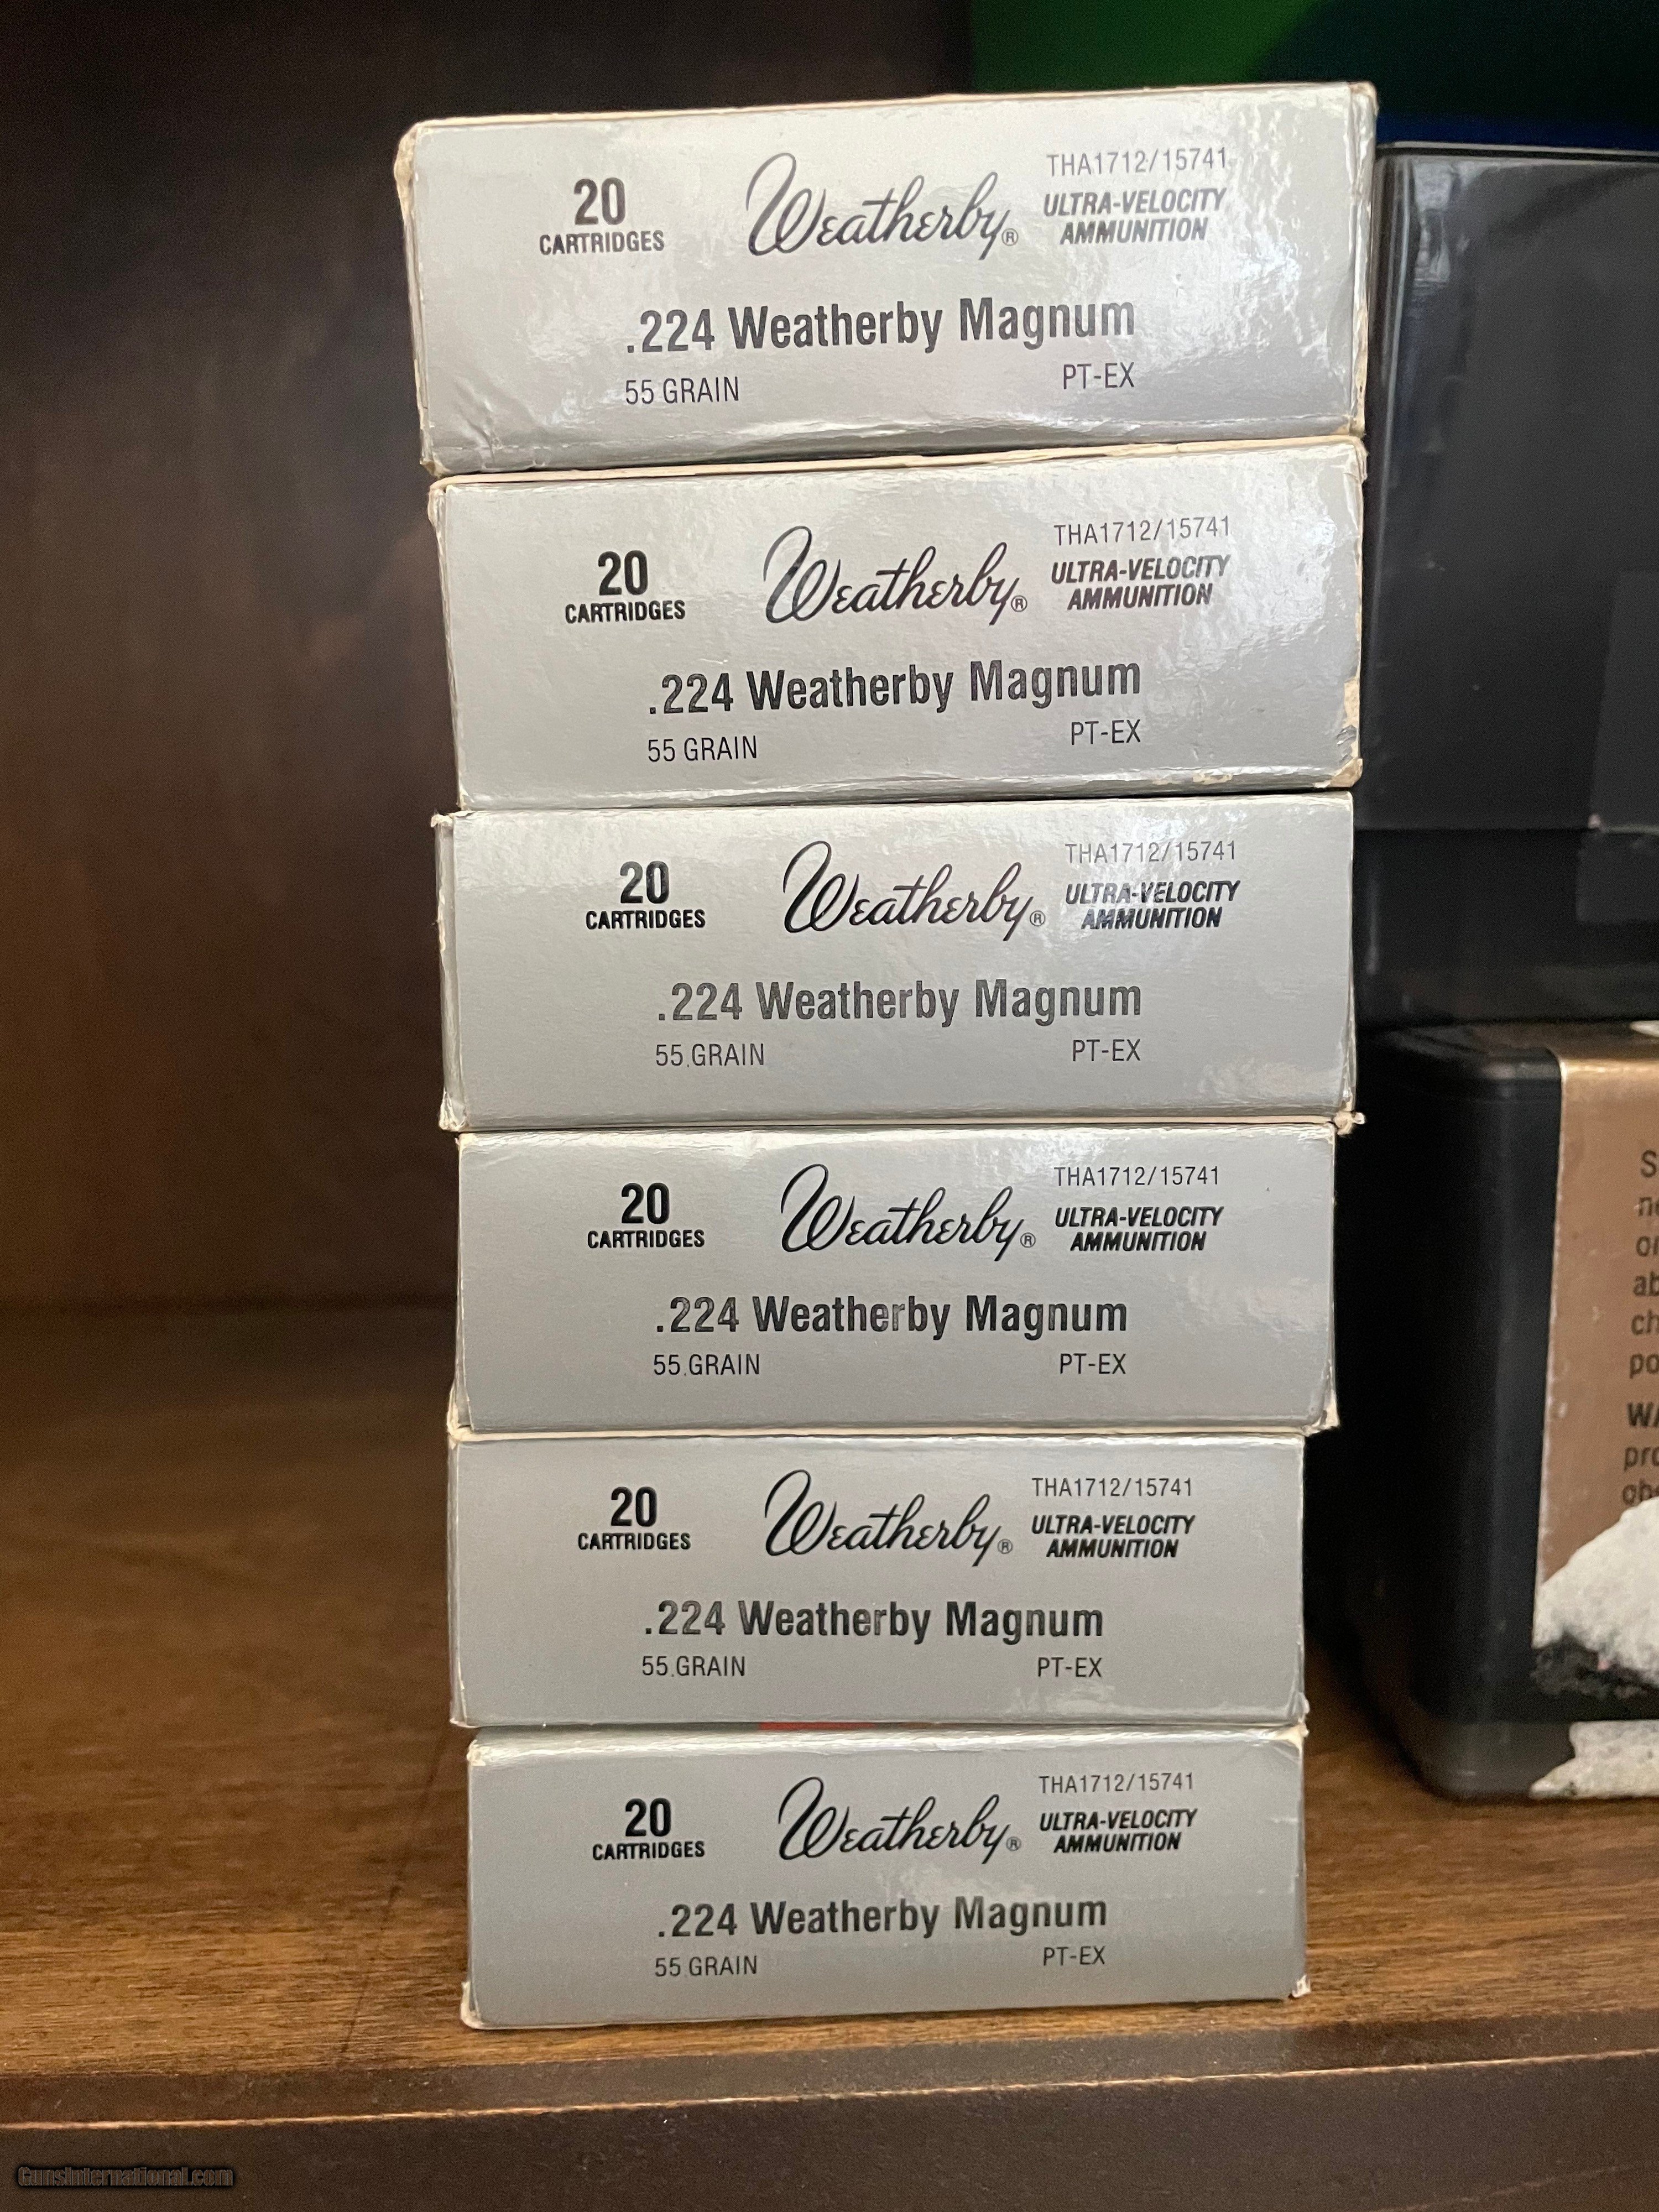 20
CARTRIDGES
Weatherby®
THA1712/15741
ULTRA-VELOCITY
AMMUNITION
.224 Weatherby Magnum
55 GRAIN
PT-EX
20
CARTRIDGES
Weatherby®
THA1712/15741
ULTRA-VELOCITY
AMMUNITION
.224 Weatherby Magnum
55 GRAIN
PT-EX
20
CARTRIDGES
Weatherby®
THA1712/15741
ULTRA-VELOCITY
AMMUNITION
.224 Weatherby Magnum
55 GRAIN
PT-EX
20
CARTRIDGES
Weatherby®
THA1712/15741
ULTRA-VELOCITY
AMMUNITION
.224 Weatherby Magnum
55 GRAIN
PT-EX
20
CARTRIDGES
Weatherby®
THA1712/15741
ULTRA-VELOCITY
AMMUNITION
.224 Weatherby Magnum
55 GRAIN
PT-EX
20
CARTRIDGES
Weatherby®
THA1712/15741
ULTRA-VELOCITY
AMMUNITION
.224 Weatherby Magnum
55 GRAIN
PT-EX
GunsInternational.com